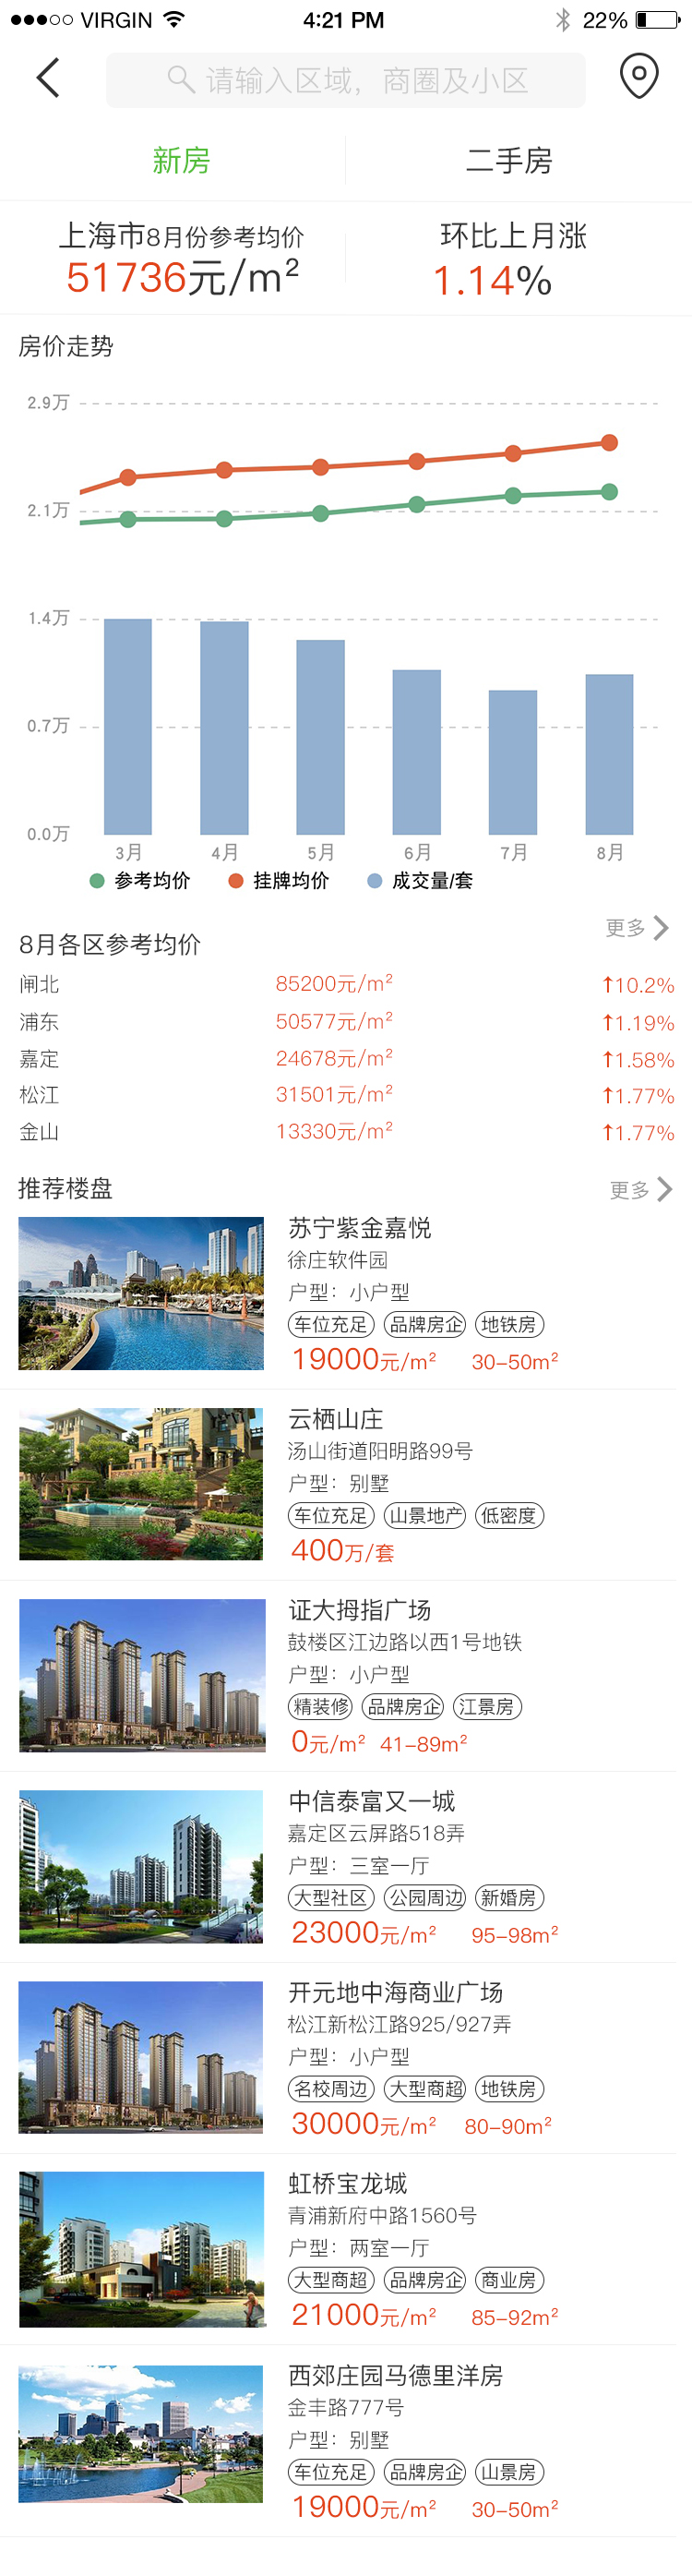 VIRGIN 4:21 PM 22%
请输入区域，商圈及小区
新房 二手房
上海市8月份参考均价 环比上月涨
51736元/m² 1.14%
房价走势
2.9万
2.1万
1.4万
0.7万
0.0万
3月 4月 5月 6月 7月 8月
参考均价 挂牌均价 成交量/套
更多
8月各区参考均价
闸北 85200元/m² ↑10.2%
浦东 50577元/m² ↑1.19%
嘉定 24678元/m² ↑1.58%
松江 31501元/m² ↑1.77%
金山 13330元/m² ↑1.77%
推荐楼盘 更多
苏宁紫金嘉悦
徐庄软件园
户型：小户型
车位充足 品牌房企 地铁房
19000元/m² 30-50m²
云栖山庄
汤山街道阳明路99号
户型：别墅
车位充足 山景地产 低密度
400万/套
证大拇指广场
鼓楼区江边路以西1号地铁
户型：小户型
精装修 品牌房企 江景房
0元/m² 41-89m²
中信泰富又一城
嘉定区云屏路518弄
户型：三室一厅
大型社区 公园周边 新婚房
23000元/m² 95-98m²
开元地中海商业广场
松江新松江路925/927弄
户型：小户型
名校周边 大型商超 地铁房
30000元/m² 80-90m²
虹桥宝龙城
青浦新府中路1560号
户型：两室一厅
大型商超 品牌房企 商业房
21000元/m² 85-92m²
西郊庄园马德里洋房
金丰路777号
户型：别墅
车位充足 品牌房企 山景房
19000元/m² 30-50m²